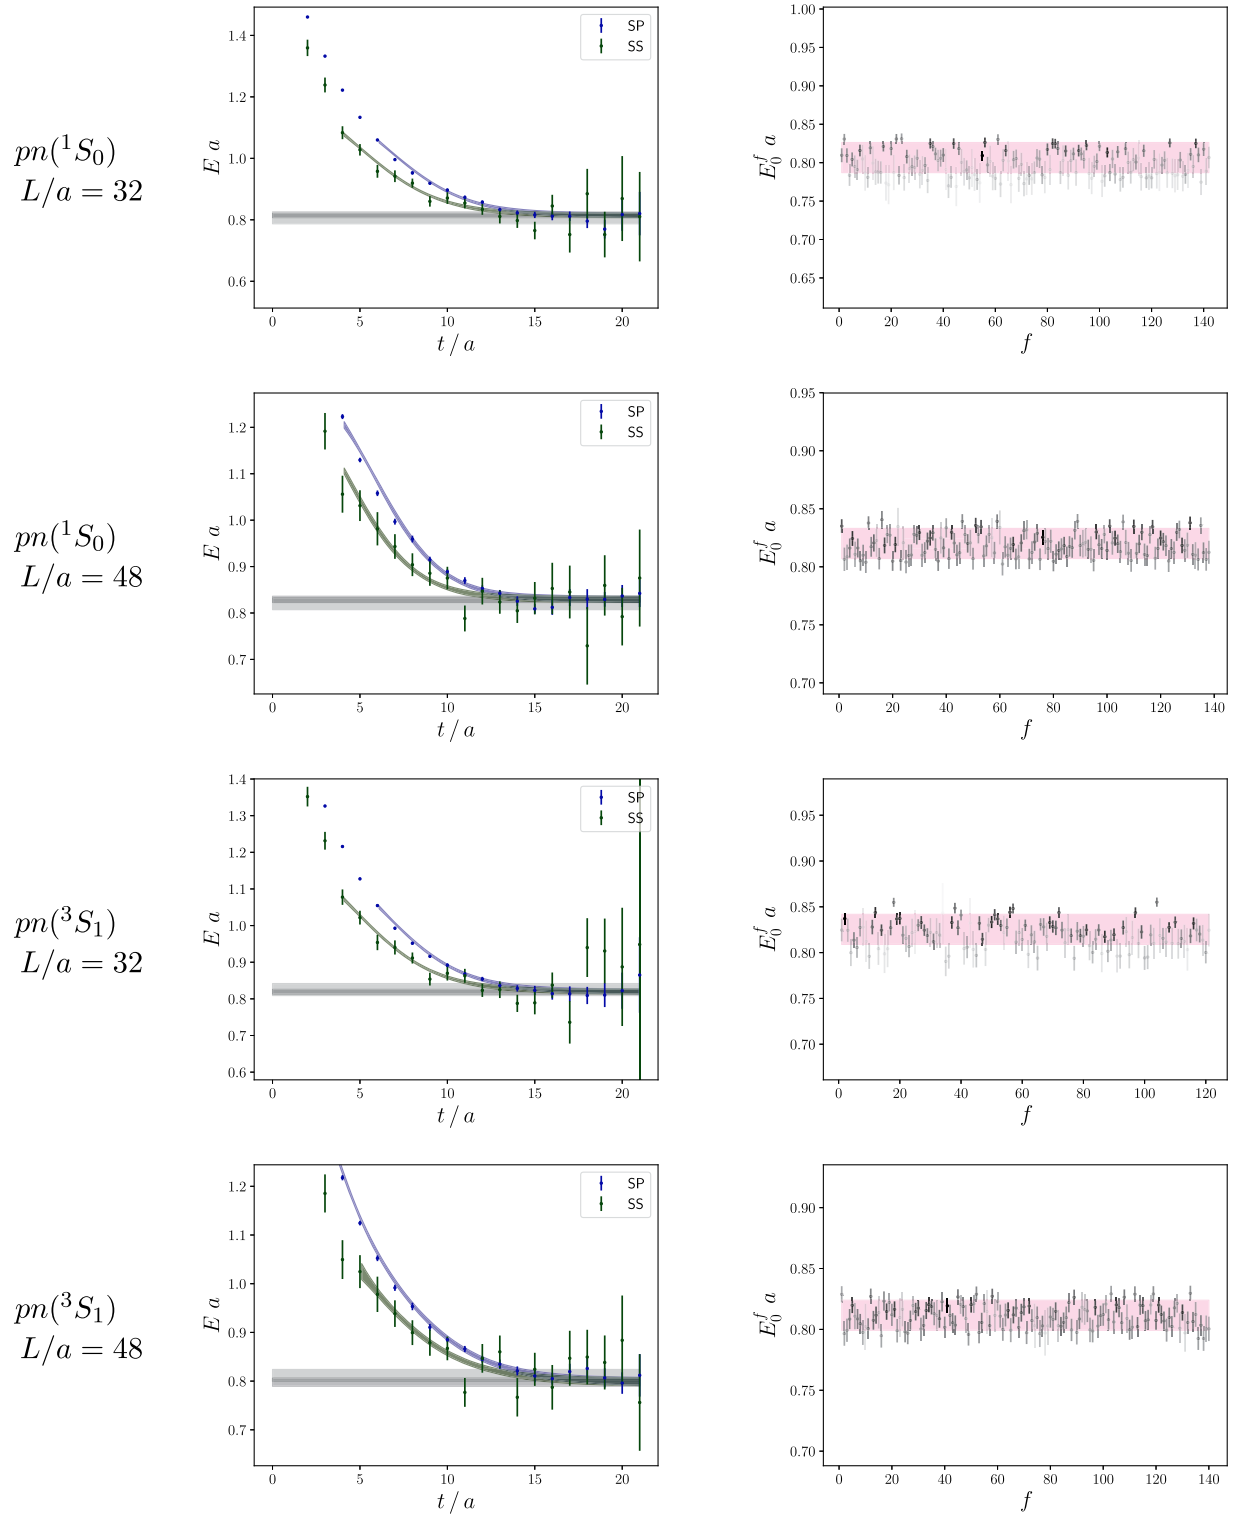 pn(¹S₀)
L/a = 32
1.4
1.2
1.0
0.8
0.6
E a
0 5 10 15 20
t / a
SP
SS
1.00
0.95
0.90
0.85
0.80
0.75
0.70
0.65
E₀ᶠ a
0 20 40 60 80 100 120 140
f
pn(¹S₀)
L/a = 48
1.2
1.1
1.0
0.9
0.8
0.7
E a
0 5 10 15 20
t / a
SP
SS
0.95
0.90
0.85
0.80
0.75
0.70
E₀ᶠ a
0 20 40 60 80 100 120 140
f
pn(³S₁)
L/a = 32
1.4
1.3
1.2
1.1
1.0
0.9
0.8
0.7
0.6
E a
0 5 10 15 20
t / a
SP
SS
0.95
0.90
0.85
0.80
0.75
0.70
E₀ᶠ a
0 20 40 60 80 100 120
f
pn(³S₁)
L/a = 48
1.2
1.1
1.0
0.9
0.8
0.7
E a
0 5 10 15 20
t / a
SP
SS
0.90
0.85
0.80
0.75
0.70
E₀ᶠ a
0 20 40 60 80 100 120 140
f